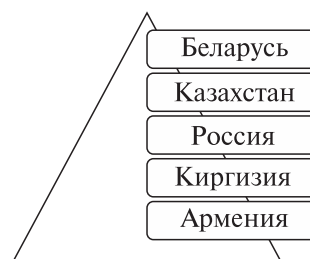 Беларусь
Казахстан
Россия
Киргизия
Армения